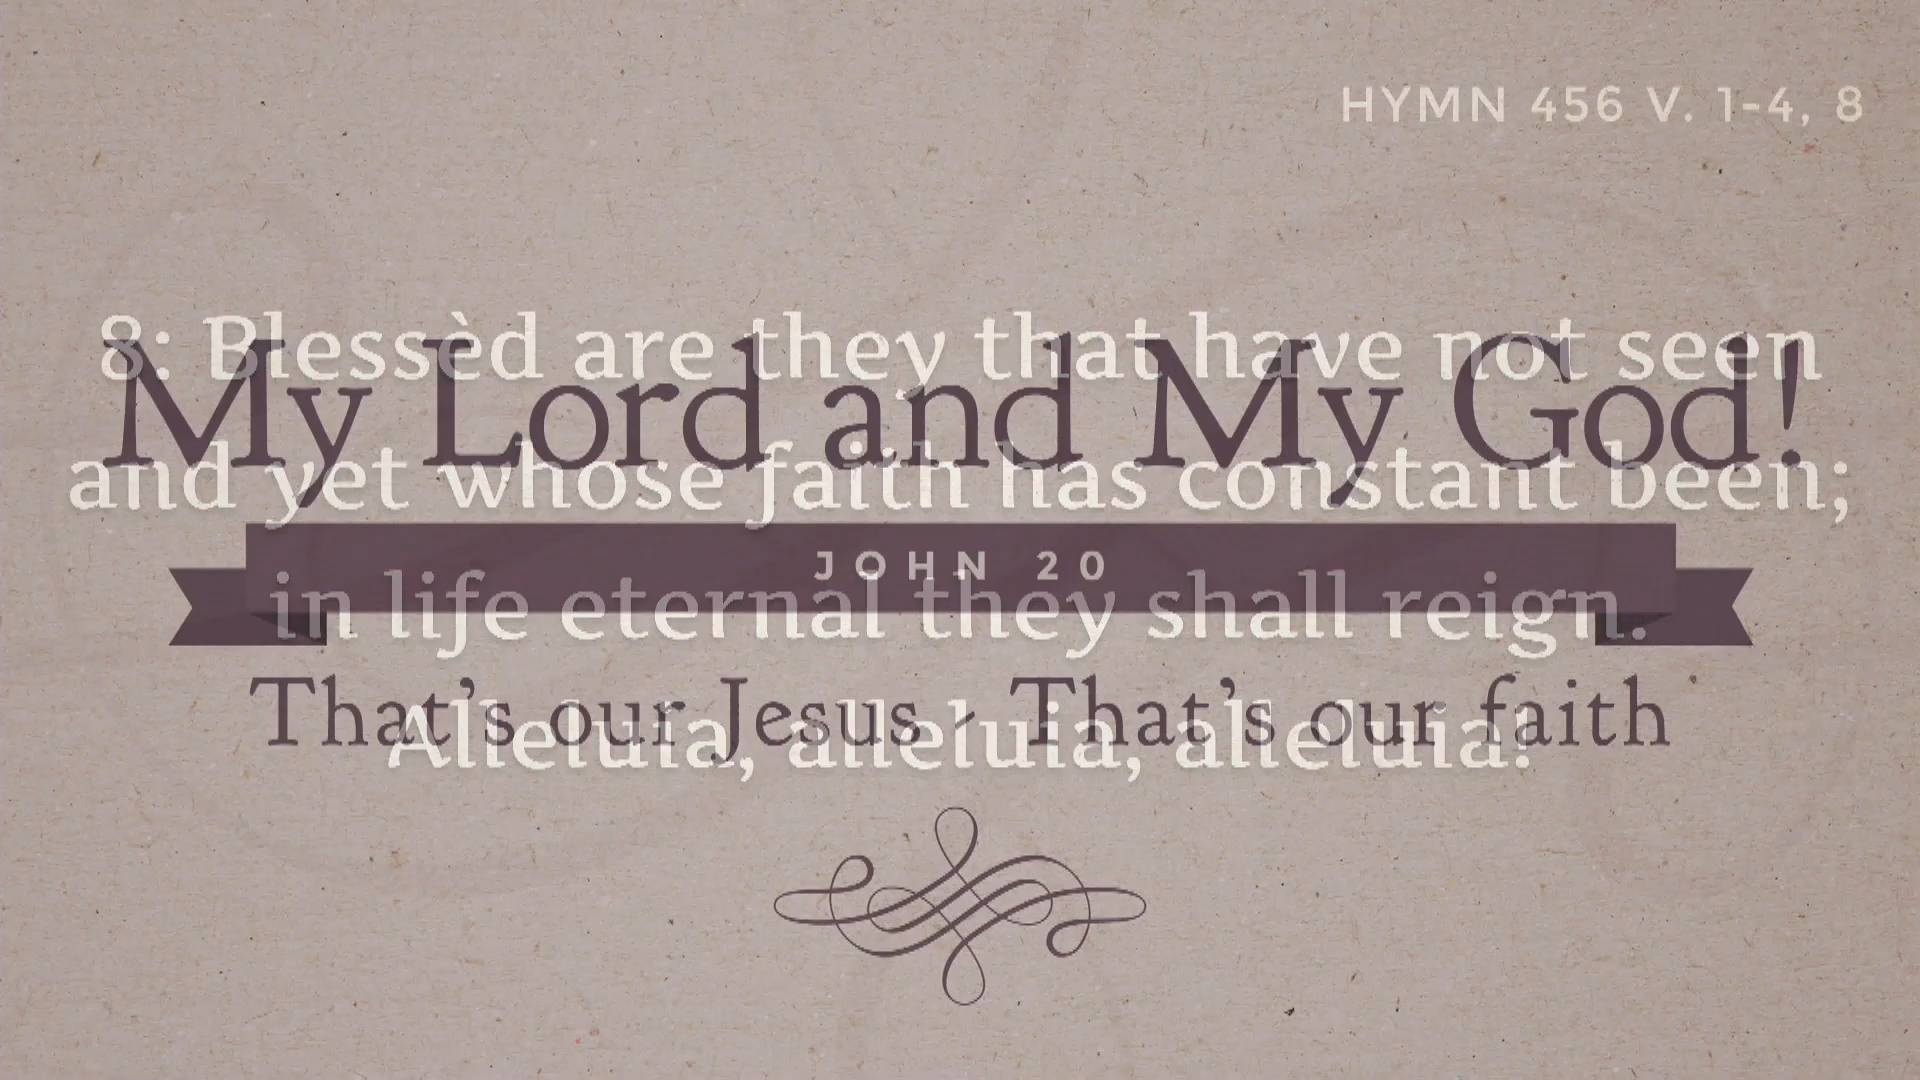 HYMN 456 V. 1-4, 8
8: Blessèd are they that have not seen
My Lord and My God!
and yet whose faith has constant been;
JOHN 20
in life eternal they shall reign.
That's our Jesus - That's our faith
Alleluia, alleluia, alleluia!